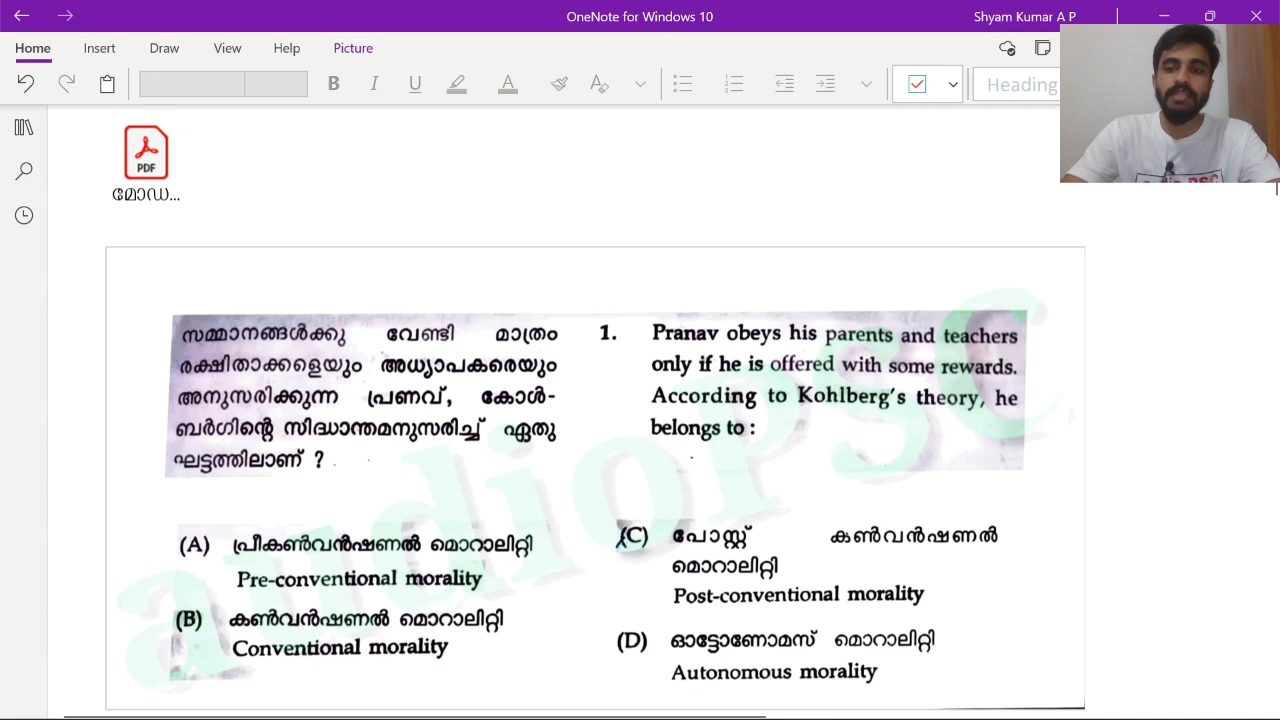 OneNote for Windows 10
Shyam Kumar A P
Home Insert Draw View Help Picture
B I U A
Heading
PDF
മോഡ...
സമ്മാനങ്ങൾക്കു വേണ്ടി മാത്രം
രക്ഷിതാക്കളെയും അധ്യാപകരെയും
അനുസരിക്കുന്ന പ്രണവ്, കോൾ-
ബർഗിന്റെ സിദ്ധാന്തമനുസരിച്ച് ഏതു
ഘട്ടത്തിലാണ് ?
1. Pranav obeys his parents and teachers
only if he is offered with some rewards.
According to Kohlberg's theory, he
belongs to :
(A) പ്രീകൺവൻഷണൽ മൊറാലിറ്റി
Pre-conventional morality
(B) കൺവൻഷണൽ മൊറാലിറ്റി
Conventional morality
(C) പോസ്റ്റ് കൺവൻഷണൽ
മൊറാലിറ്റി
Post-conventional morality
(D) ഓട്ടോണോമസ് മൊറാലിറ്റി
Autonomous morality
audioPSC